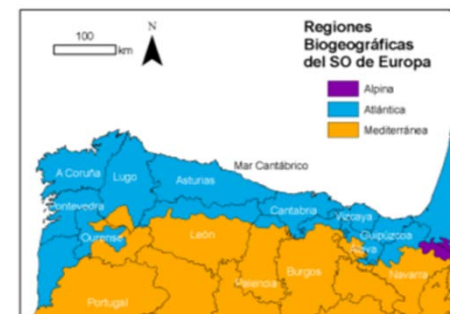 100
km
N
Regiones
Biogeográficas
del SO de Europa
Alpina
Atlántica
Mediterránea
Mar Cantábrico
A Coruña
Lugo
Asturias
Cantabria
Vizcaya
Guipúzcoa
Pontevedra
Ourense
León
Álava
Palencia
Burgos
Navarra
Portugal